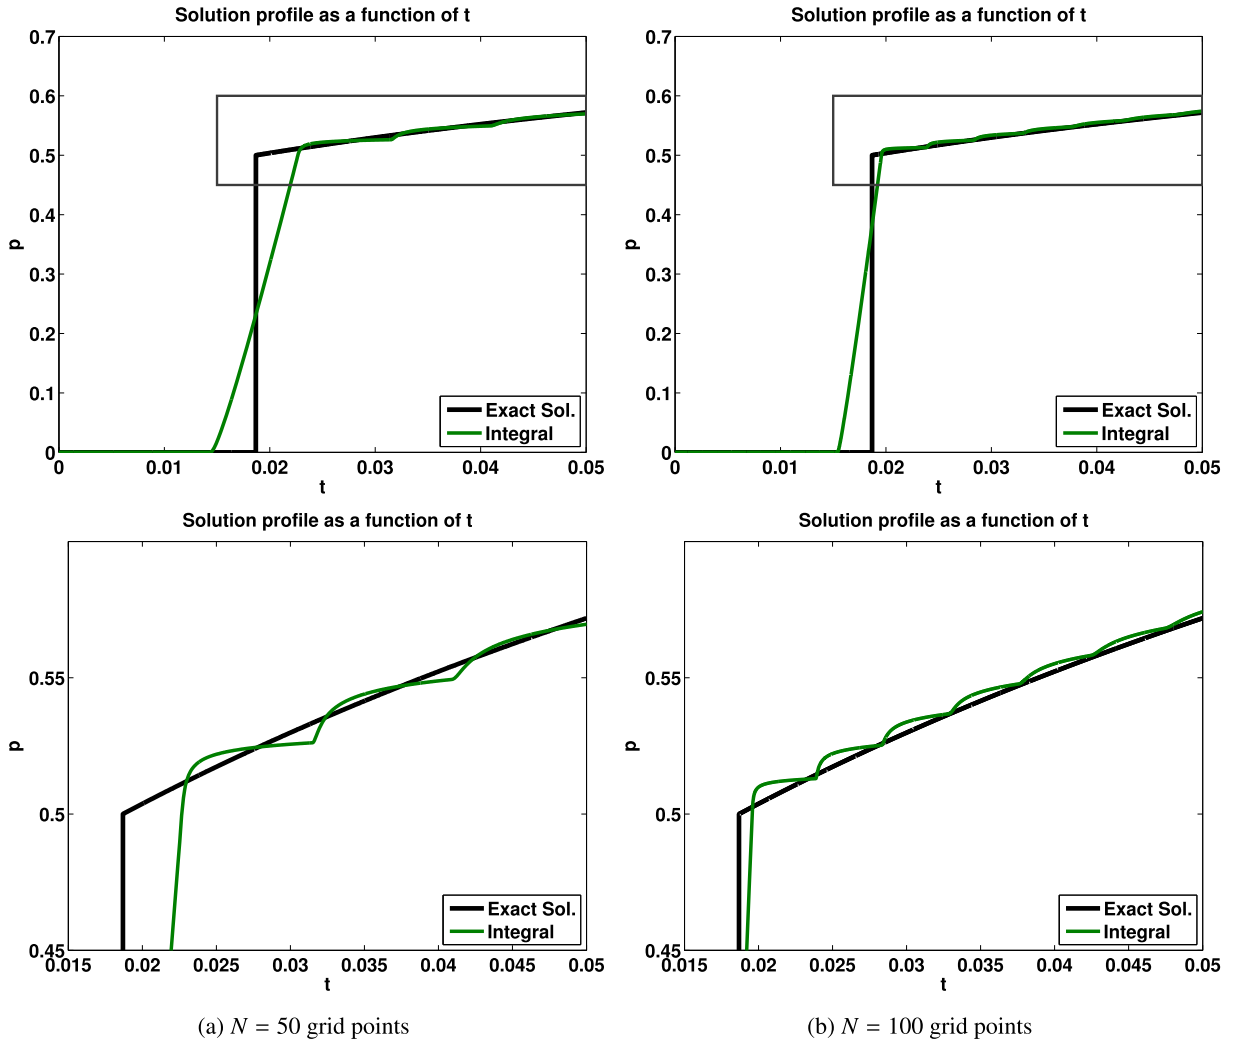 Solution profile as a function of t
0.7
0.6
0.5
0.4
0.3
0.2
0.1
0
p
0
0.01
0.02
0.03
0.04
0.05
t
Exact Sol.
Integral
Solution profile as a function of t
0.7
0.6
0.5
0.4
0.3
0.2
0.1
0
p
0
0.01
0.02
0.03
0.04
0.05
t
Exact Sol.
Integral
Solution profile as a function of t
0.55
0.5
0.45
p
0.015
0.02
0.025
0.03
0.035
0.04
0.045
0.05
t
Exact Sol.
Integral
(a) N = 50 grid points
Solution profile as a function of t
0.55
0.5
0.45
p
0.015
0.02
0.025
0.03
0.035
0.04
0.045
0.05
t
Exact Sol.
Integral
(b) N = 100 grid points